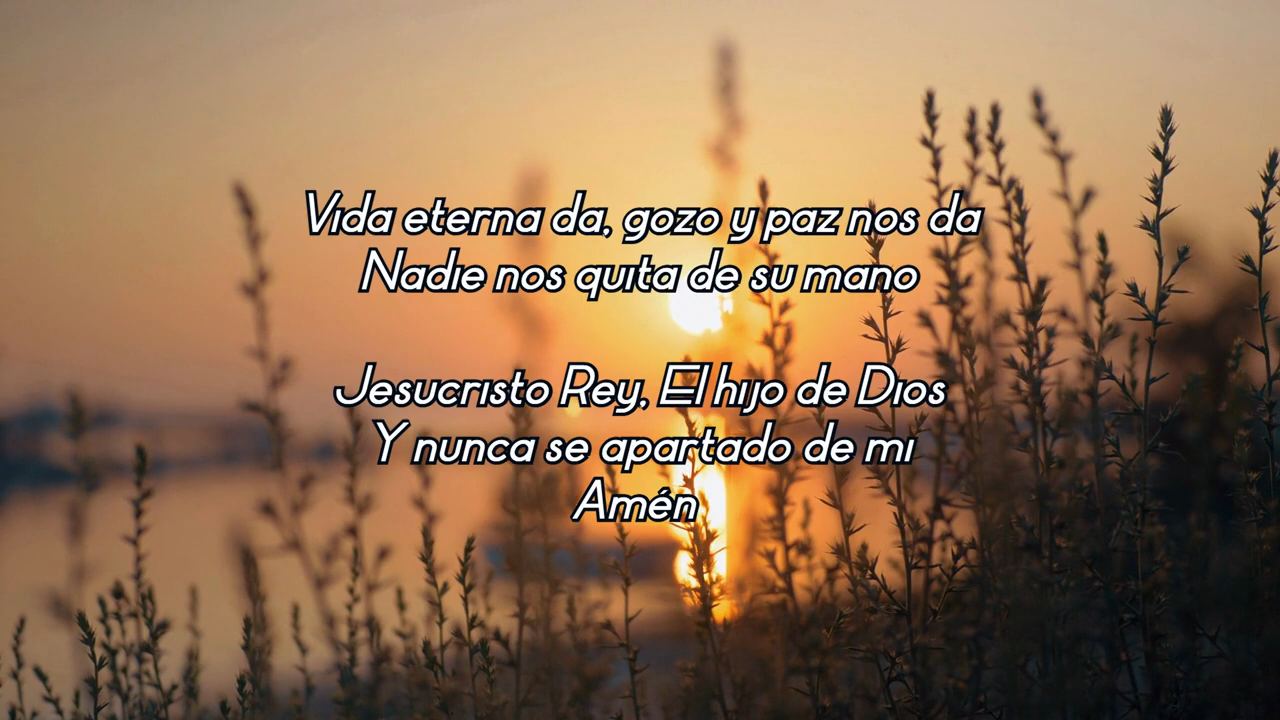 Vida eterna da, gozo y paz nos da
Nadie nos quita de su mano
Jesucristo Rey, El hijo de Dios
Y nunca se apartado de mi
Amén